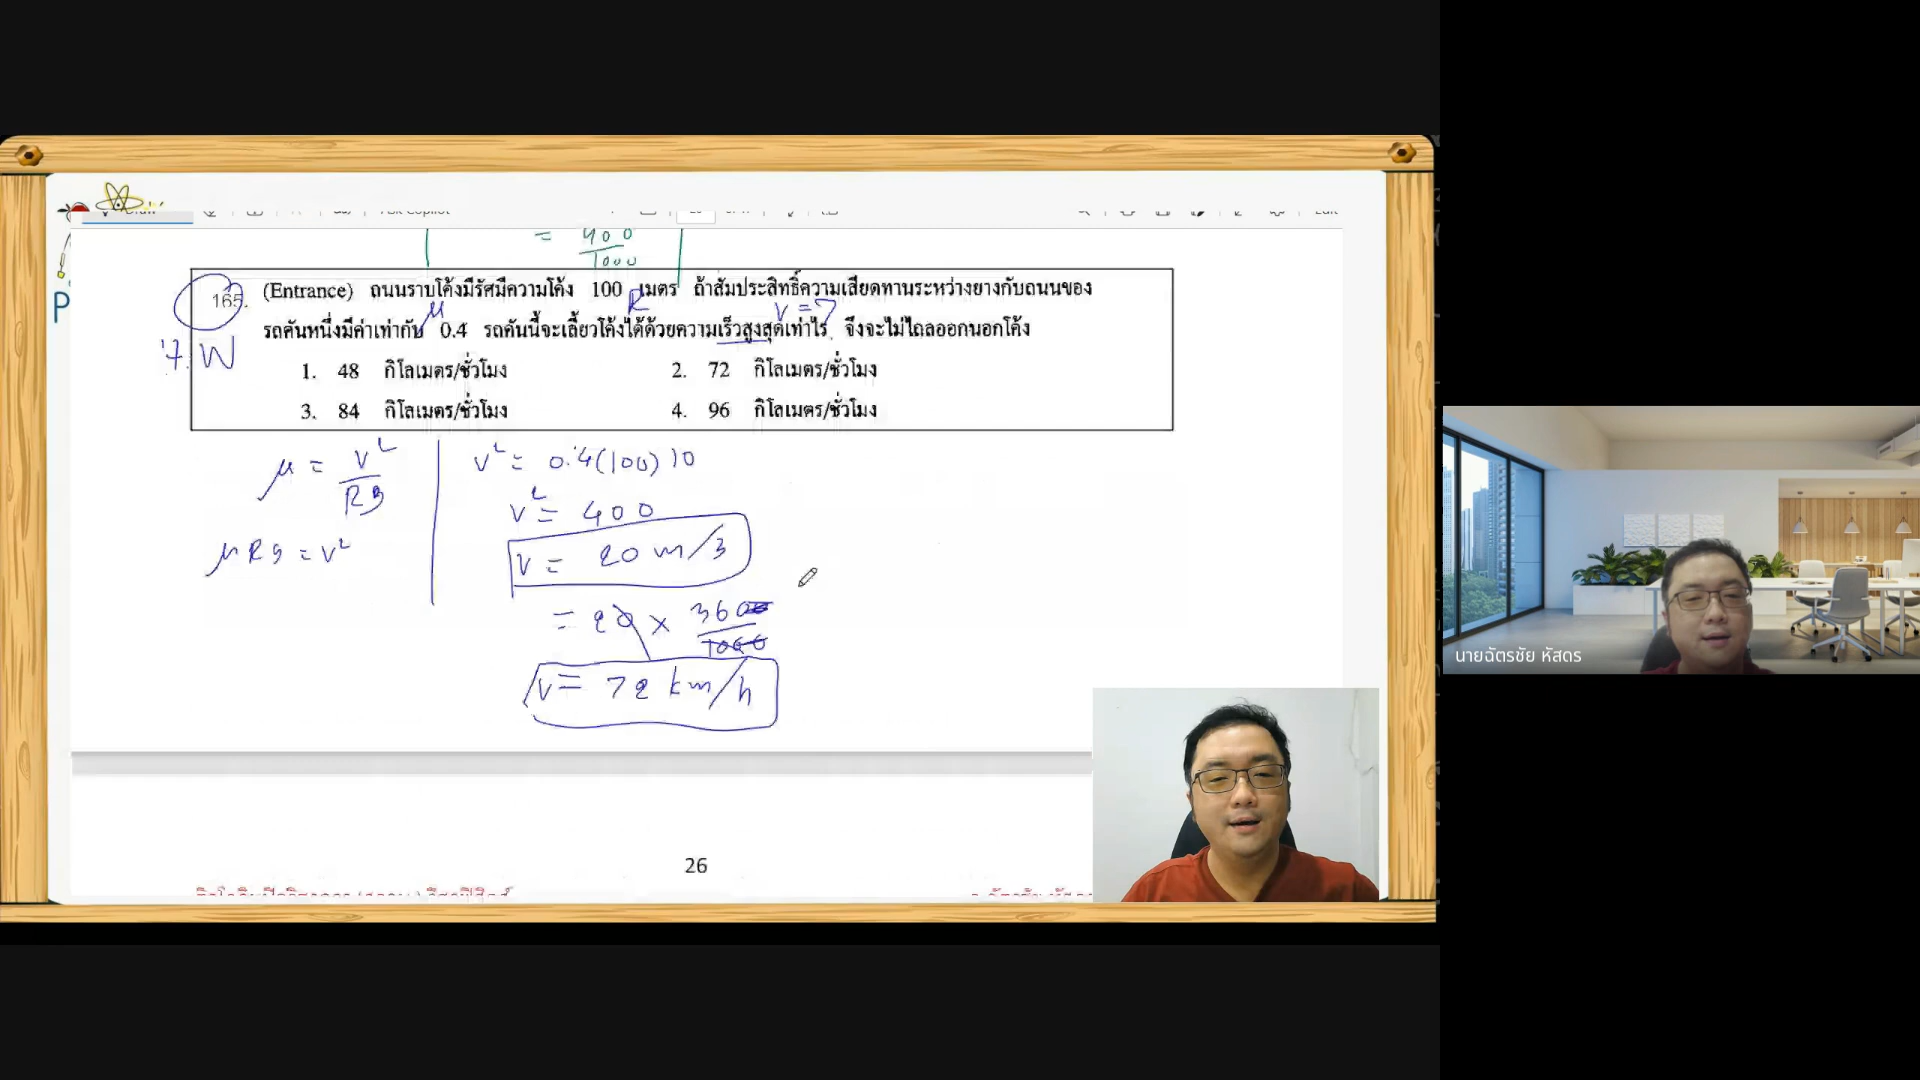 = 400
1000
165. (Entrance) ถนนราบโค้งมีรัศมีความโค้ง 100 เมตร ถ้าสัมประสิทธิ์ความเสียดทานระหว่างยางกับถนนของ
R
μ
v = ?
รถคันหนึ่งมีค่าเท่ากับ 0.4 รถคันนี้จะเลี้ยวโค้งได้ด้วยความเร็วสูงสุดเท่าไร จึงจะไม่ไถลออกนอกโค้ง
W
1. 48 กิโลเมตร/ชั่วโมง 2. 72 กิโลเมตร/ชั่วโมง
3. 84 กิโลเมตร/ชั่วโมง 4. 96 กิโลเมตร/ชั่วโมง
μ = v²/Rg
μRg = v²
v² = 0.4(100)10
v² = 400
v = 20 m/s
= 20 × 3600/1000
v = 72 km/h
P
26
นายฉัตรชัย หัสดร